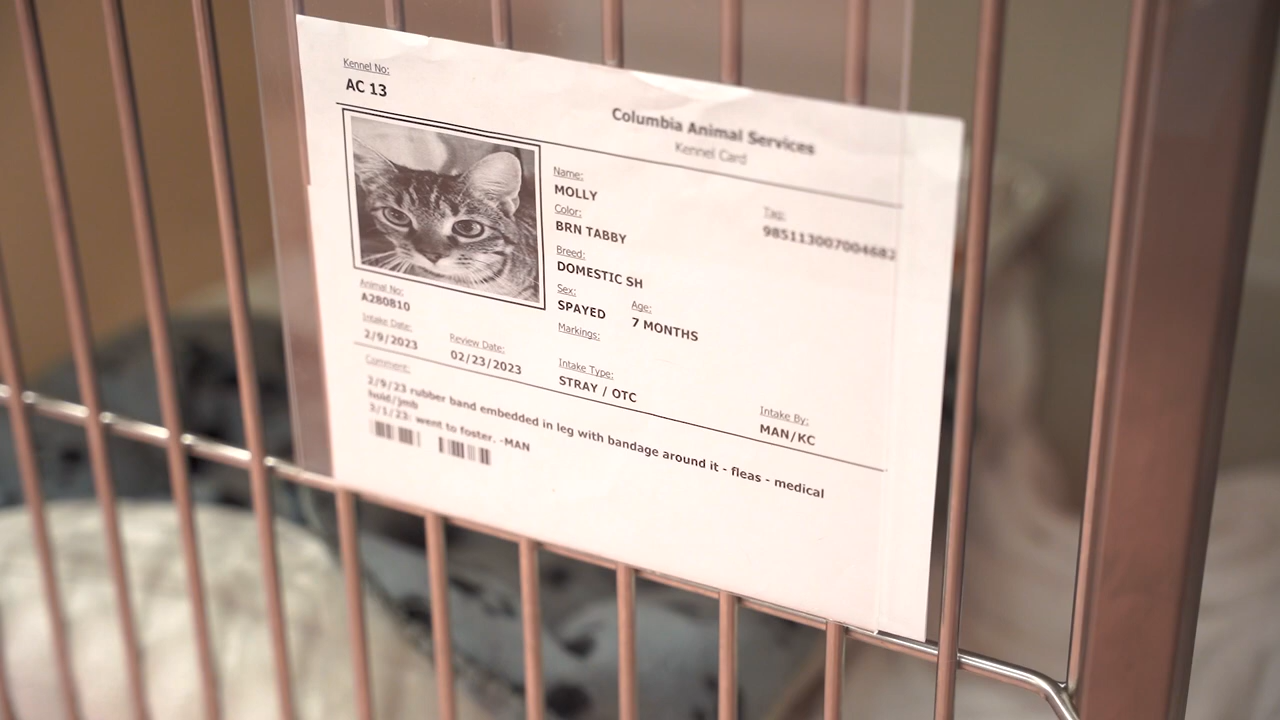 Kennel No:
AC 13
Columbia Animal Services
Kennel Card
Name:
MOLLY
Tag:
985113007004682
Color:
BRN TABBY
Breed:
DOMESTIC SH
Sex:
SPAYED
Age:
7 MONTHS
Markings:
Animal No:
A280810
Intake Date:
2/9/2023
Review Date:
02/23/2023
Intake Type:
STRAY / OTC
Intake By:
MAN/KC
Comment:
2/9/23 rubber band embedded in leg with bandage around it - fleas - medical
hold/jmb
3/1/23: went to foster. -MAN